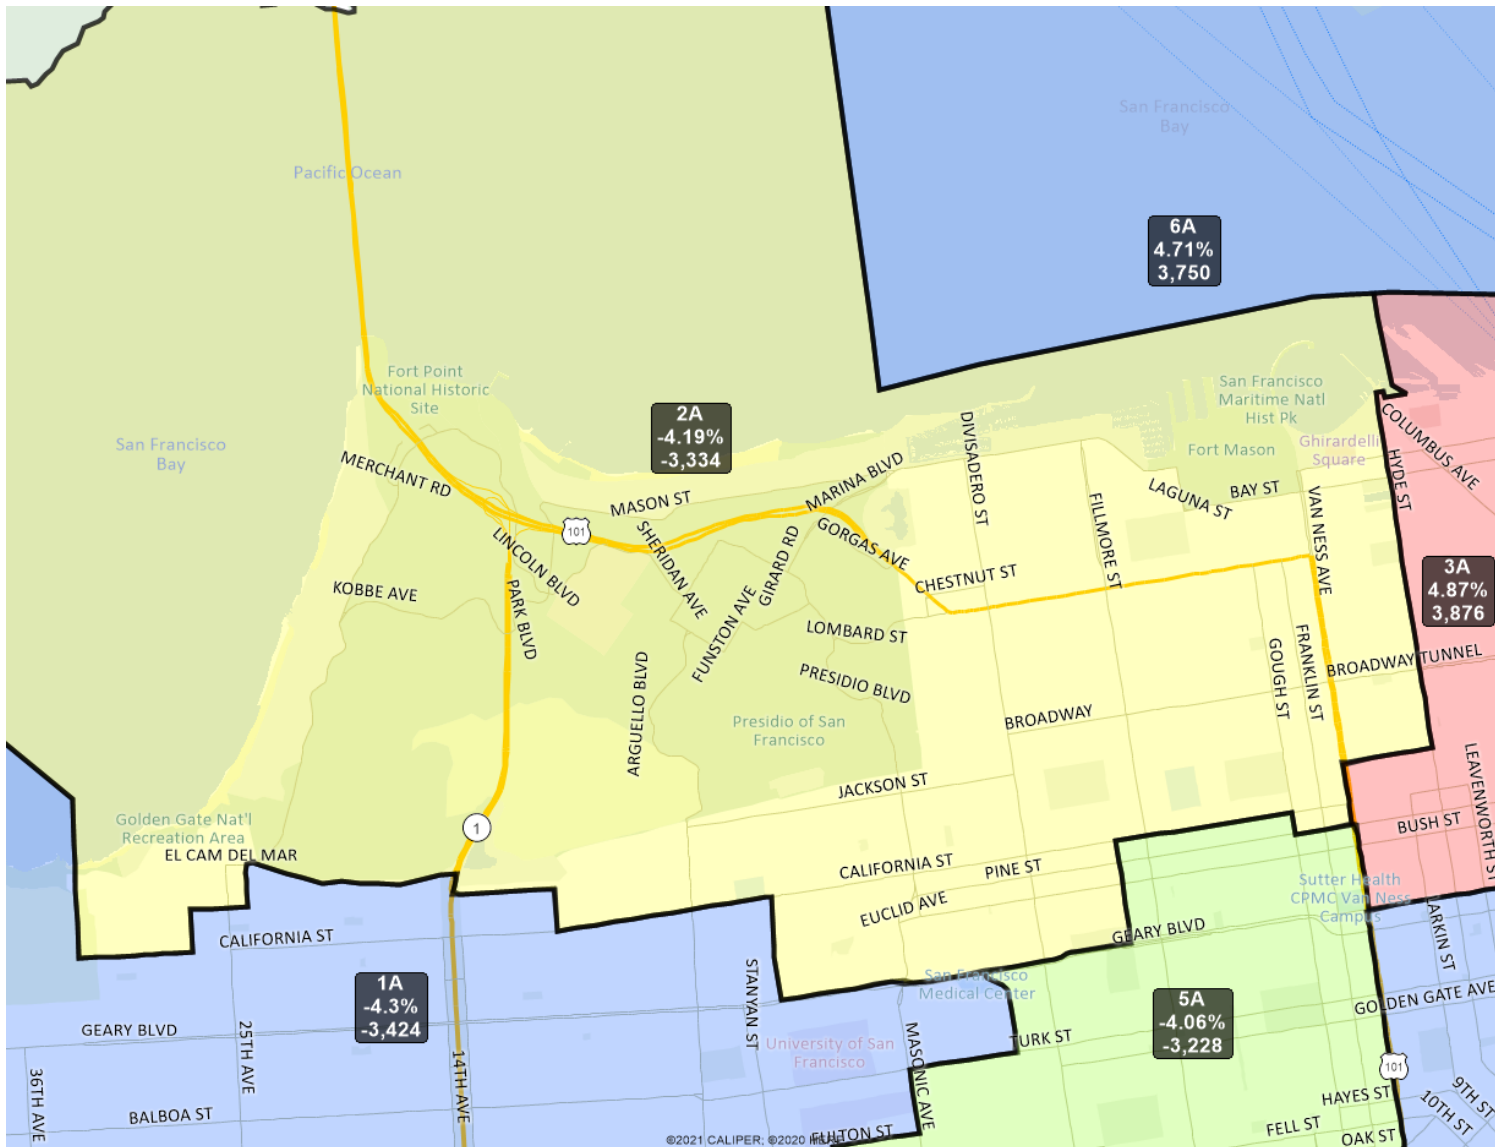 San Francisco
Bay
Pacific Ocean
6A
4.71%
3,750
Fort Point
National Historic
Site
San Francisco
Maritime Natl
Hist Pk
2A
-4.19%
-3,334
San Francisco
Bay
Fort Mason
Ghirardelli
Square
COLUMBUS AVE
HYDE ST
DIVISADERO ST
MERCHANT RD
MARINA BLVD
MASON ST
LAGUNA ST
BAY ST
VAN NESS AVE
FILLMORE ST
101
GORGAS AVE
LINCOLN BLVD
SHERIDAN AVE
GIRARD RD
CHESTNUT ST
KOBBE AVE
PARK BLVD
FUNSTON AVE
LOMBARD ST
3A
4.87%
3,876
ARGUELLO BLVD
PRESIDIO BLVD
GOUGH ST
FRANKLIN ST
BROADWAY TUNNEL
Presidio of San
Francisco
BROADWAY
JACKSON ST
LEAVENWORTH ST
Golden Gate Nat'l
Recreation Area
1
BUSH ST
EL CAM DEL MAR
CALIFORNIA ST
PINE ST
EUCLID AVE
Sutter Health
CPMC Van Ness
Campus
LARKIN ST
CALIFORNIA ST
GEARY BLVD
1A
-4.3%
-3,424
San Francisco
Medical Center
5A
-4.06%
-3,228
GOLDEN GATE AVE
GEARY BLVD
25TH AVE
STANYAN ST
University of San
Francisco
MASONIC AVE
TURK ST
101
36TH AVE
14TH AVE
BALBOA ST
HAYES ST
9TH ST
10TH ST
FELL ST
OAK ST
FULTON ST
©2021 CALIPER; ©2020 HERE